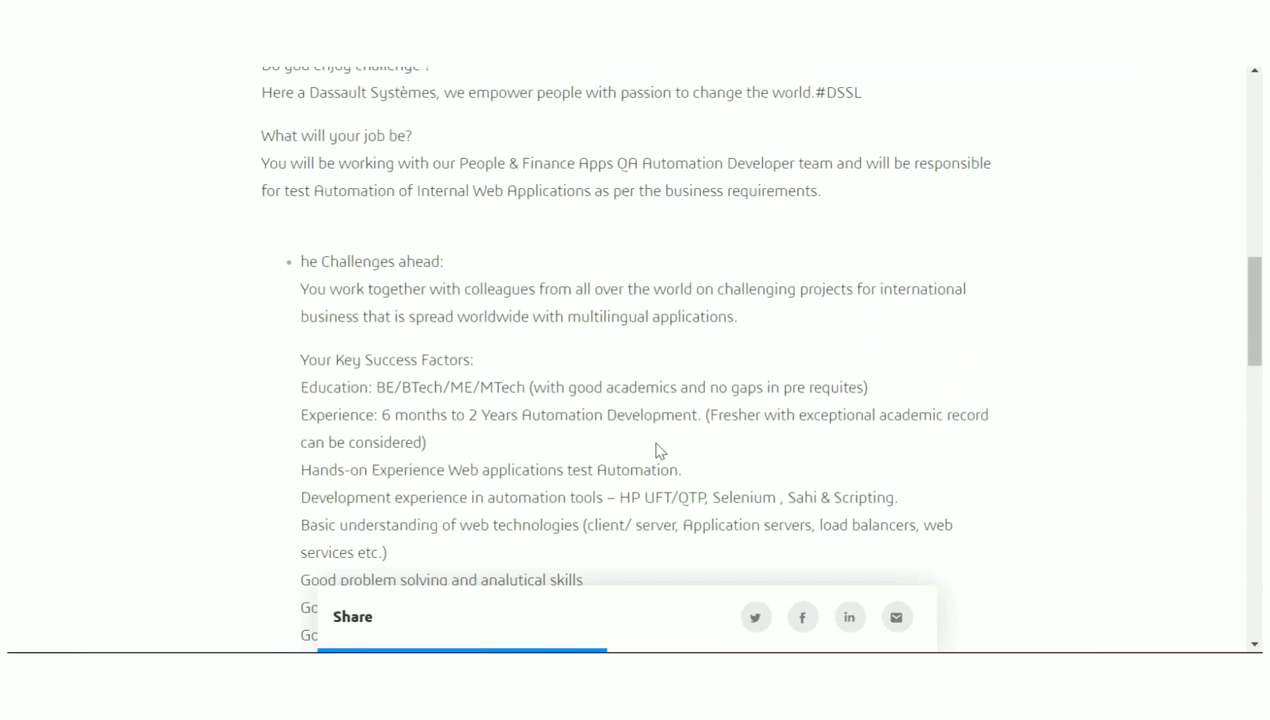 Do you enjoy challenge ?
Here a Dassault Systèmes, we empower people with passion to change the world.#DSSL
What will your job be?
You will be working with our People & Finance Apps QA Automation Developer team and will be responsible
for test Automation of Internal Web Applications as per the business requirements.
he Challenges ahead:
You work together with colleagues from all over the world on challenging projects for international
business that is spread worldwide with multilingual applications.
Your Key Success Factors:
Education: BE/BTech/ME/MTech (with good academics and no gaps in pre requites)
Experience: 6 months to 2 Years Automation Development. (Fresher with exceptional academic record
can be considered)
Hands-on Experience Web applications test Automation.
Development experience in automation tools – HP UFT/QTP, Selenium , Sahi & Scripting.
Basic understanding of web technologies (client/ server, Application servers, load balancers, web
services etc.)
Good problem solving and analytical skills
Share